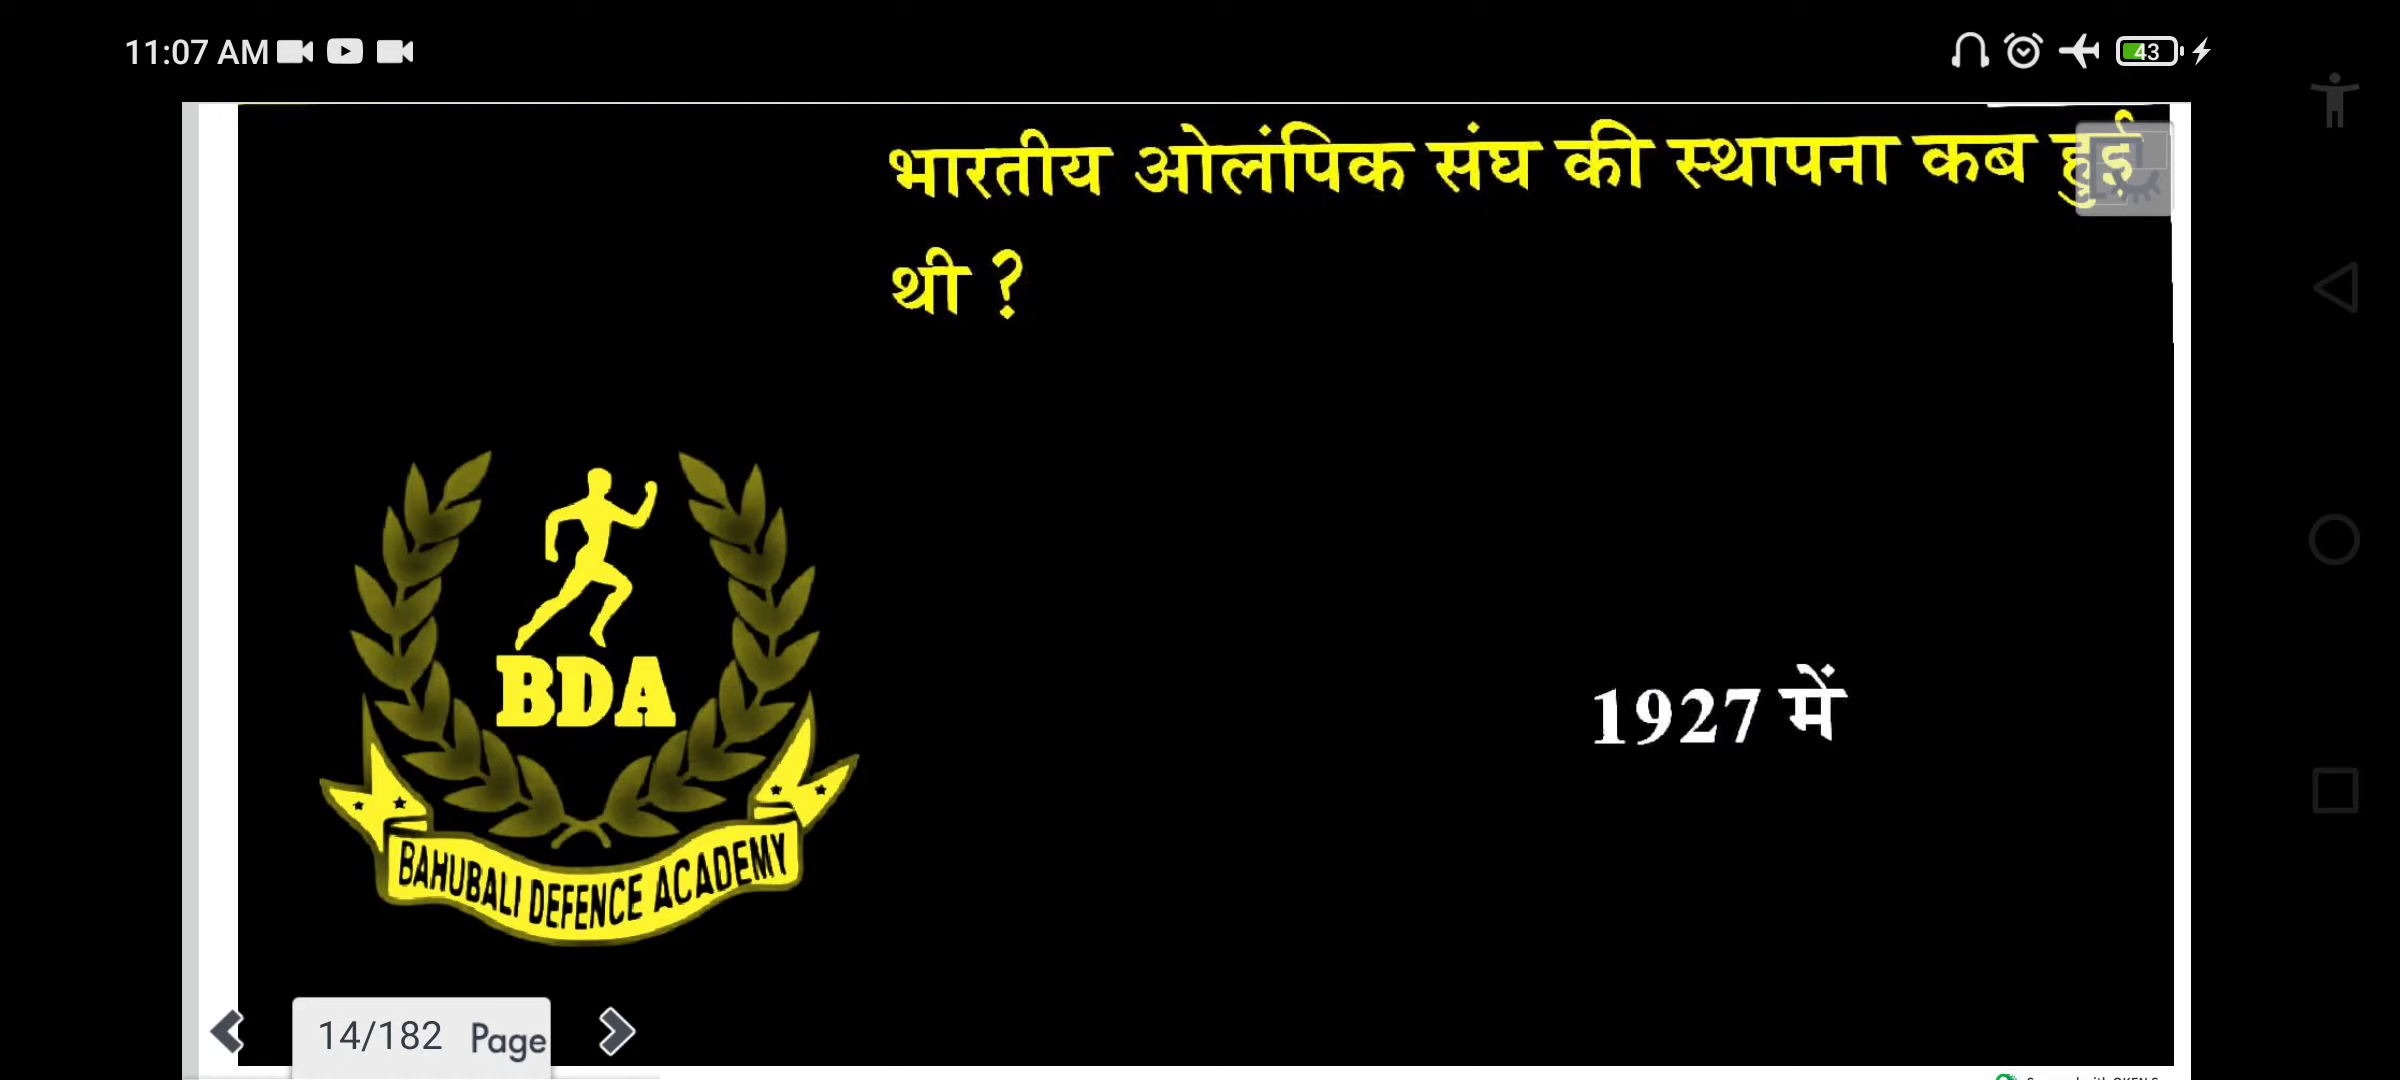 11:07 AM
43
भारतीय ओलंपिक संघ की स्थापना कब हुई
थी ?
1927 में
BDA
BAHUBALI DEFENCE ACADEMY
14/182 Page